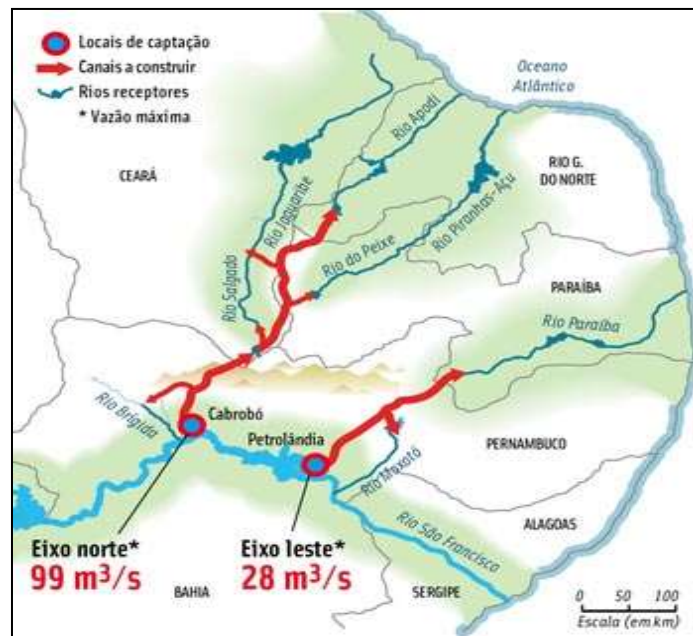 Locais de captação
Canais a construir
Rios receptores
* Vazão máxima
Oceano
Atlântico
CEARÁ
Rio Apodi
RIO G.
DO NORTE
Rio Jaguaribe
Rio Piranhas-Açu
Rio do Peixe
Rio Salgado
PARAÍBA
Rio Paraíba
Rio Brígida
Cabrobó
Petrolândia
PERNAMBUCO
Rio Moxotó
ALAGOAS
Rio São Francisco
Eixo norte*
99 m³/s
Eixo leste*
28 m³/s
BAHIA
SERGIPE
0 50 100
Escala (em km)